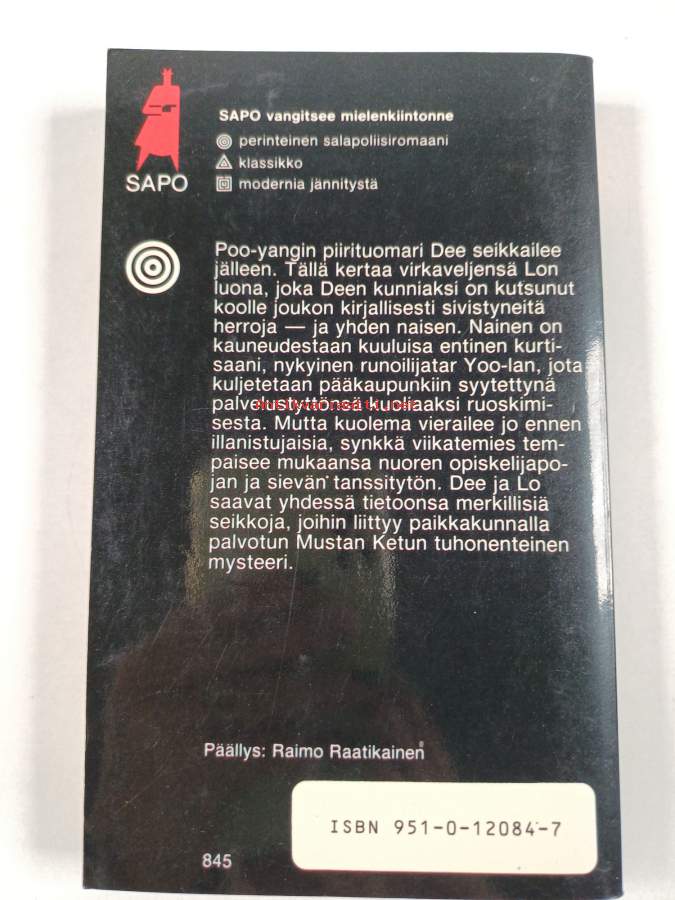 SAPO vangitsee mielenkiintonne
perinteinen salapoliisiromaani
klassikko
modernia jännitystä
SAPO
Poo-yangin piirituomari Dee seikkailee
jälleen. Tällä kertaa virkaveljensä Lon
luona, joka Deen kunniaksi on kutsunut
koolle joukon kirjallisesti sivistyneitä
herroja — ja yhden naisen. Nainen on
kauneudestaan kuuluisa entinen kurti-
saani, nykyinen runoilijatar Yoo-lan, jota
kuljetetaan pääkaupunkiin syytettynä
palvelustyttönsä kuoliaaksi ruoskimi-
sesta. Mutta kuolema vierailee jo ennen
illanistujaisia, synkkä viikatemies tem-
paisee mukaansa nuoren opiskelijapo-
jan ja sievän tanssitytön. Dee ja Lo
saavat yhdessä tietoonsa merkillisiä
seikkoja, joihin liittyy paikkakunnalla
palvotun Mustan Ketun tuhonenteinen
mysteeri.
Päällys: Raimo Raatikainen
ISBN 951-0-12084-7
845